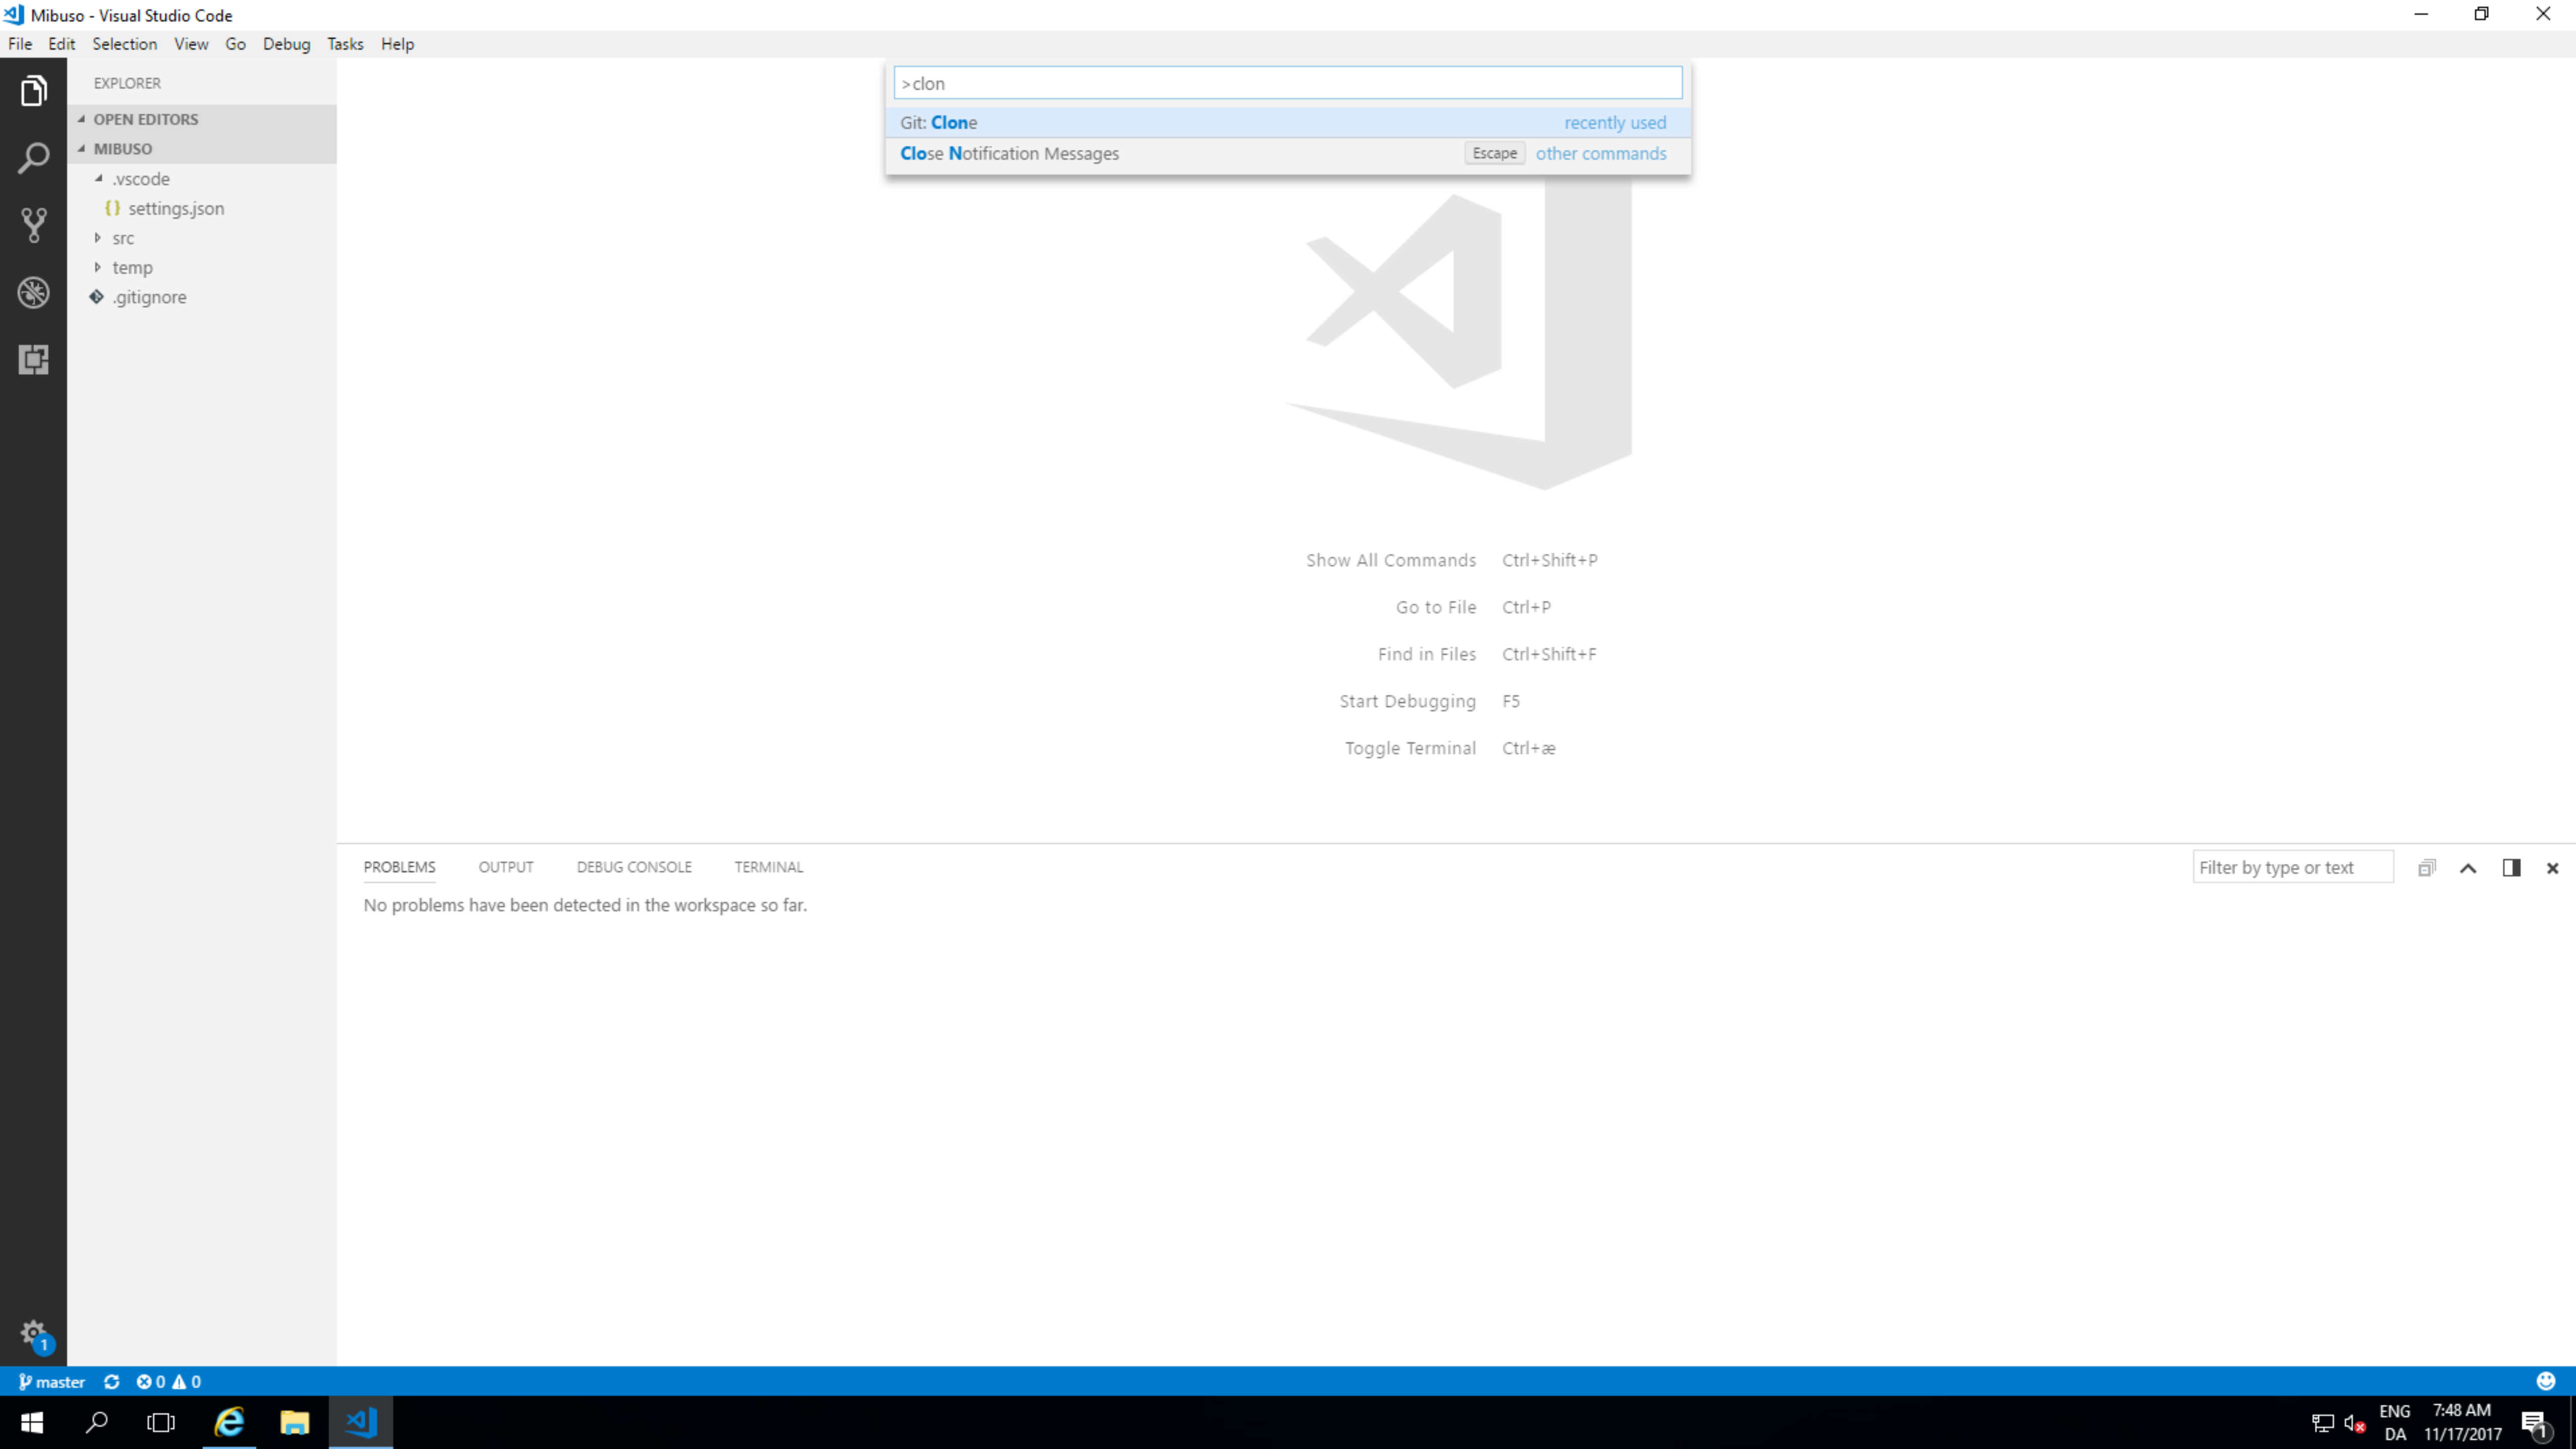 Mibuso - Visual Studio Code
File Edit Selection View Go Debug Tasks Help
EXPLORER
OPEN EDITORS
MIBUSO
.vscode
{} settings.json
src
temp
.gitignore
>clon
Git: Clone recently used
Close Notification Messages Escape other commands
Show All Commands Ctrl+Shift+P
Go to File Ctrl+P
Find in Files Ctrl+Shift+F
Start Debugging F5
Toggle Terminal Ctrl+æ
PROBLEMS OUTPUT DEBUG CONSOLE TERMINAL Filter by type or text
No problems have been detected in the workspace so far.
1
master 0 0
ENG 7:48 AM
DA 11/17/2017 1